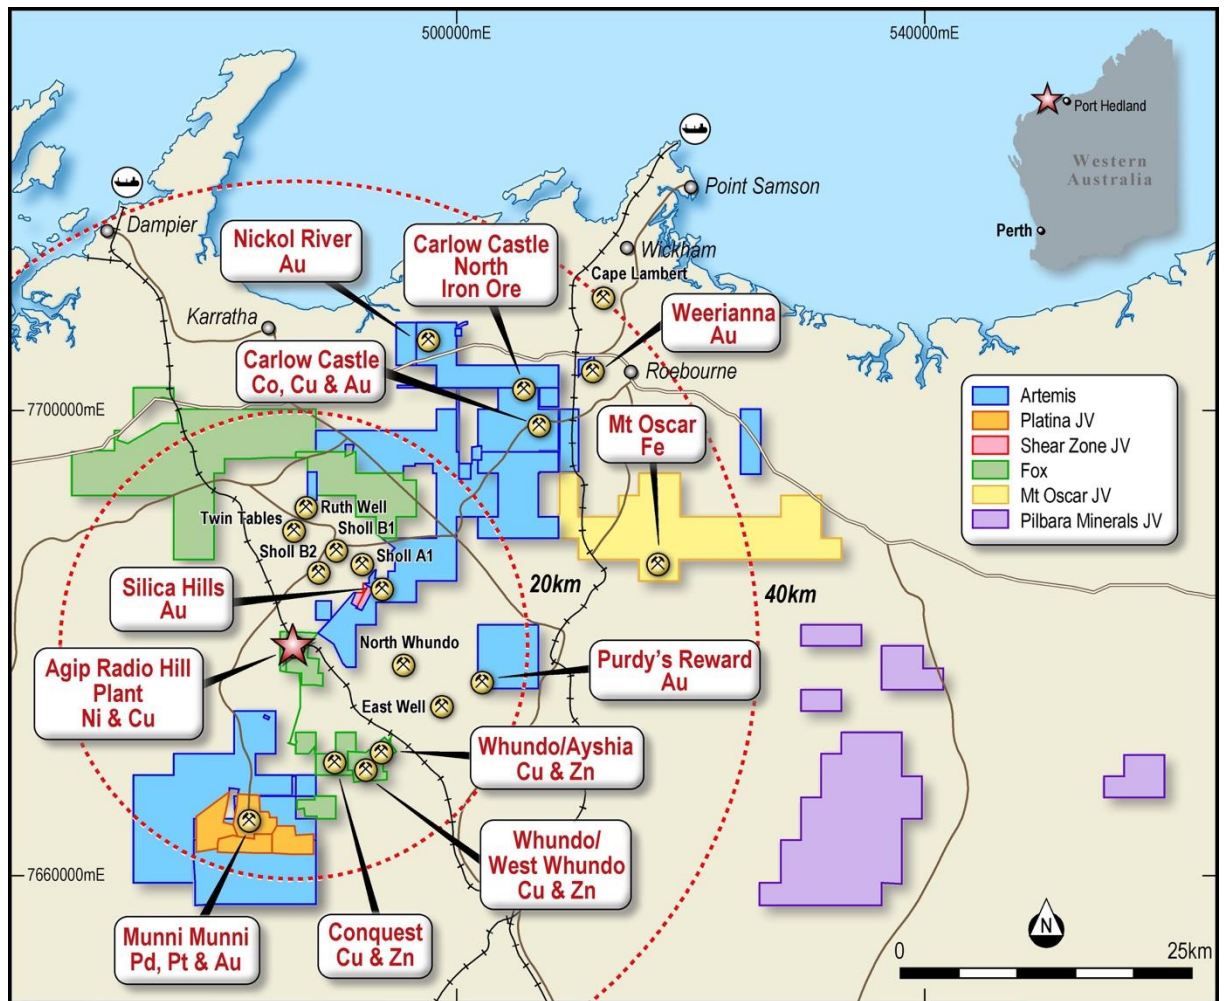 500000mE
540000mE
Port Hedland
Western
Australia
Perth
Point Samson
Dampier
Wickham
Cape Lambert
Nickol River
Au
Carlow Castle
North
Iron Ore
Weerianna
Au
Karratha
Carlow Castle
Co, Cu & Au
Roebourne
7700000mE
Mt Oscar
Fe
Artemis
Platina JV
Shear Zone JV
Fox
Mt Oscar JV
Pilbara Minerals JV
Ruth Well
Twin Tables
Sholl B1
Sholl B2
Sholl A1
Silica Hills
Au
20km
40km
North Whundo
Agip Radio Hill
Plant
Ni & Cu
Purdy's Reward
Au
East Well
Whundo/Ayshia
Cu & Zn
Whundo/
West Whundo
Cu & Zn
7660000mE
Munni Munni
Pd, Pt & Au
Conquest
Cu & Zn
N
0
25km